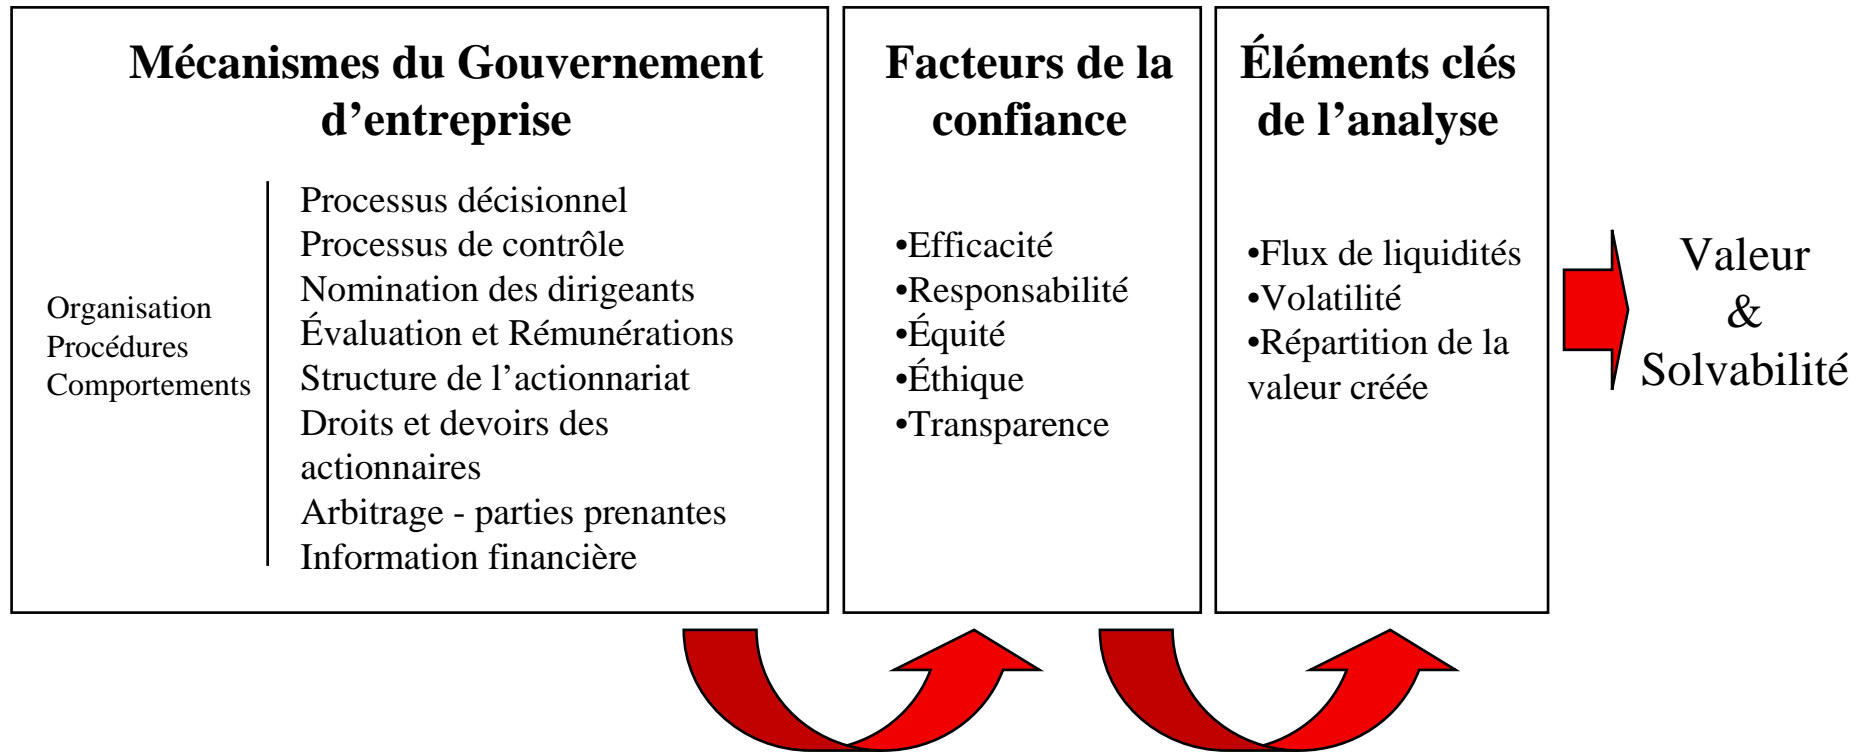 Mécanismes du Gouvernement
d’entreprise
Organisation
Procédures
Comportements
Processus décisionnel
Processus de contrôle
Nomination des dirigeants
Évaluation et Rémunérations
Structure de l’actionnariat
Droits et devoirs des
actionnaires
Arbitrage - parties prenantes
Information financière
Facteurs de la
confiance
•Efficacité
•Responsabilité
•Équité
•Éthique
•Transparence
Éléments clés
de l’analyse
•Flux de liquidités
•Volatilité
•Répartition de la
valeur créée
Valeur
&
Solvabilité